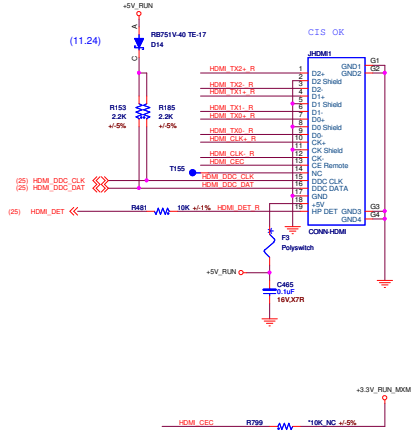 +5V_RUN
A
RB751V-40 TE-17
D14
(11.24)
C
CIS OK
JHDMI1
R153
2.2K
+/-5%
R185
2.2K
+/-5%
HDMI_TX2+_R
HDMI_TX2-_R
HDMI_TX1+_R
HDMI_TX1-_R
HDMI_TX0+_R
HDMI_TX0-_R
HDMI_CLK+_R
HDMI_CLK-_R
HDMI_CEC
T155
1 D2+
2 D2 Shield
3 D2-
4 D1+
5 D1 Shield
6 D1-
7 D0+
8 D0 Shield
9 D0-
10 CK+
11 CK Shield
12 CK-
13 CE Remote
14 NC
15 DDC CLK
16 DDC DATA
17 GND
18 +5V
19 HP DET
GND1 G1
GND2 G2
GND3 G3
GND4 G4
(25) HDMI_DDC_CLK
HDMI_DDC_CLK
(25) HDMI_DDC_DAT
HDMI_DDC_DAT
(25) HDMI_DET
R481
10K +/-1%
HDMI_DET_R
CONN-HDMI
F3
Polyswitch
+5V_RUN
C465
0.1uF
16V,X7R
+3.3V_RUN_MXM
HDMI_CEC
R799
*10K_NC +/-5%